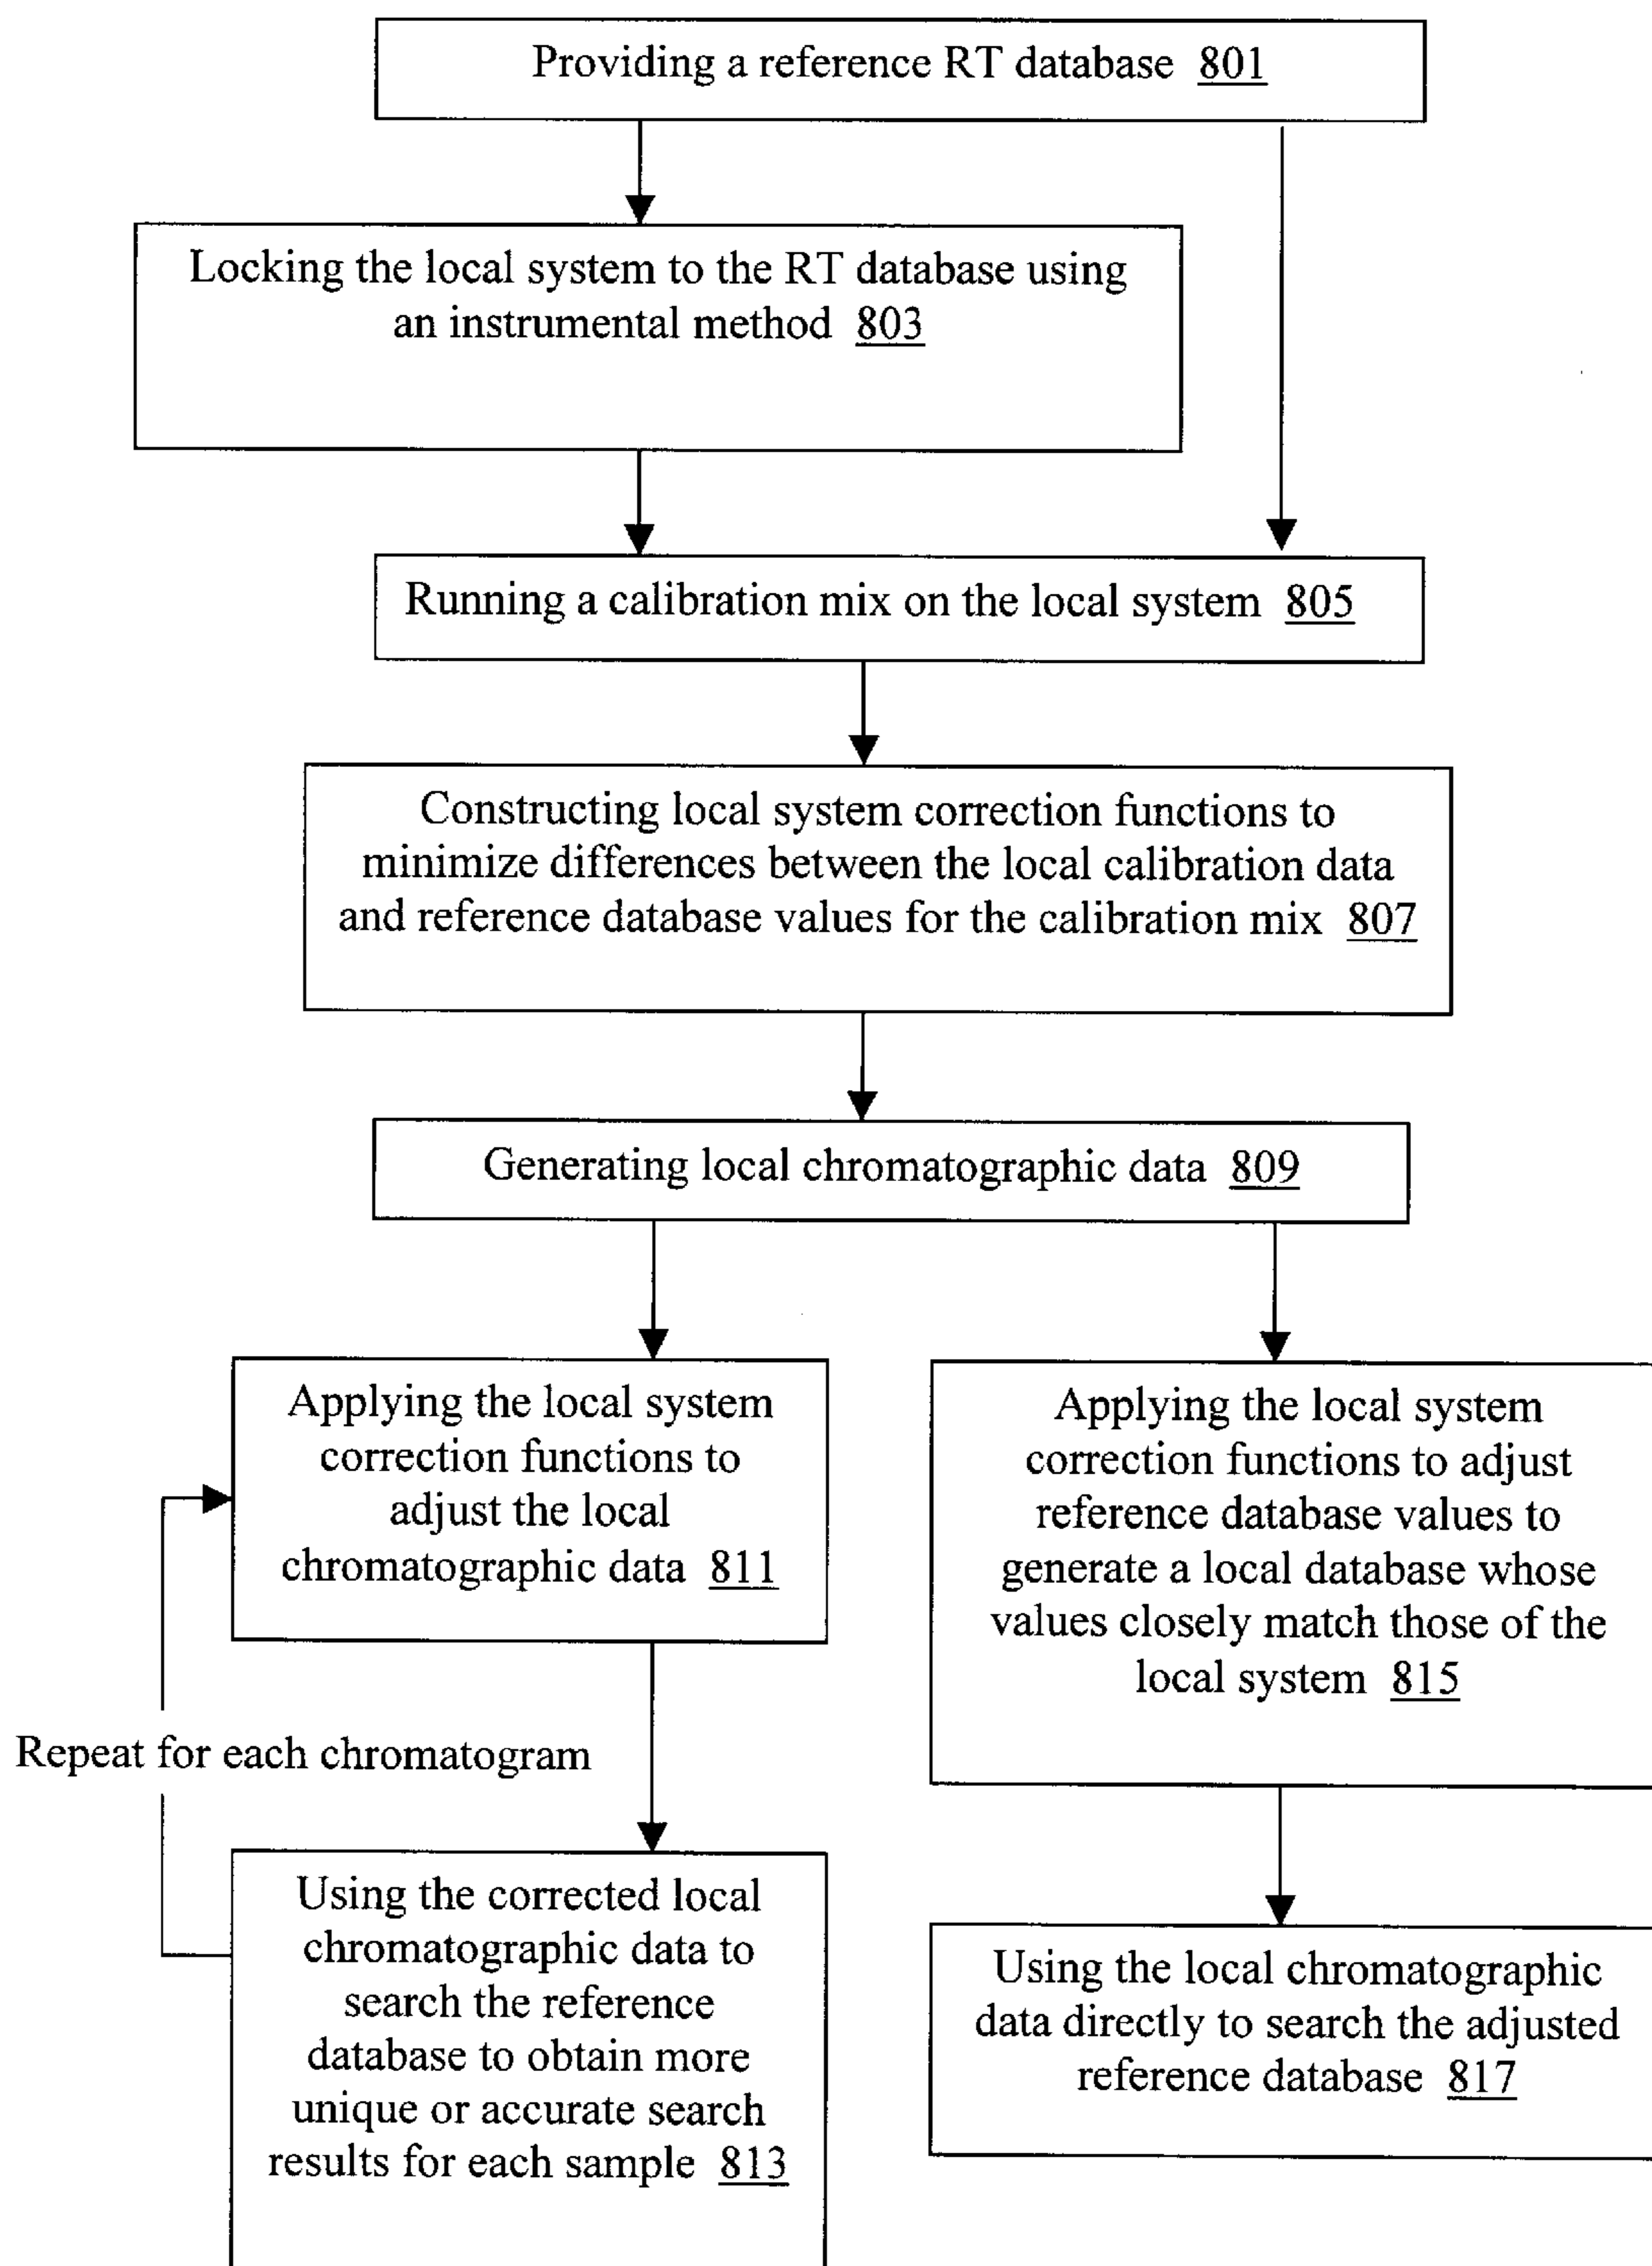 Providing a reference RT database 801
Locking the local system to the RT database using
an instrumental method 803
Running a calibration mix on the local system 805
Constructing local system correction functions to
minimize differences between the local calibration data
and reference database values for the calibration mix 807
Generating local chromatographic data 809
Applying the local system
correction functions to
adjust the local
chromatographic data 811
Applying the local system
correction functions to adjust
reference database values to
generate a local database whose
values closely match those of the
local system 815
Repeat for each chromatogram
Using the corrected local
chromatographic data to
search the reference
database to obtain more
unique or accurate search
results for each sample 813
Using the local chromatographic
data directly to search the adjusted
reference database 817